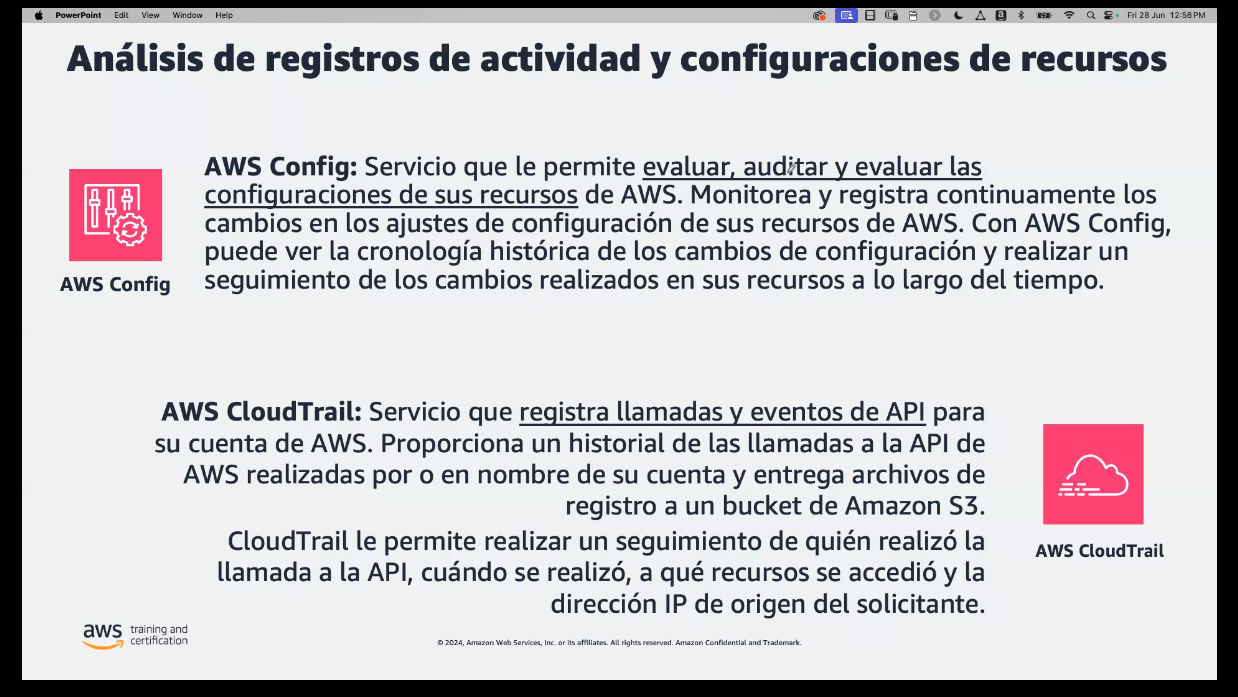 PowerPoint Edit View Window Help Fri 28 Jun 12:56 PM
Análisis de registros de actividad y configuraciones de recursos
AWS Config: Servicio que le permite evaluar, auditar y evaluar las
configuraciones de sus recursos de AWS. Monitorea y registra continuamente los
cambios en los ajustes de configuración de sus recursos de AWS. Con AWS Config,
puede ver la cronología histórica de los cambios de configuración y realizar un
seguimiento de los cambios realizados en sus recursos a lo largo del tiempo.
AWS Config
AWS CloudTrail: Servicio que registra llamadas y eventos de API para
su cuenta de AWS. Proporciona un historial de las llamadas a la API de
AWS realizadas por o en nombre de su cuenta y entrega archivos de
registro a un bucket de Amazon S3.
CloudTrail le permite realizar un seguimiento de quién realizó la
llamada a la API, cuándo se realizó, a qué recursos se accedió y la
dirección IP de origen del solicitante.
AWS CloudTrail
aws training and
certification
© 2024, Amazon Web Services, Inc. or its affiliates. All rights reserved. Amazon Confidential and Trademark.